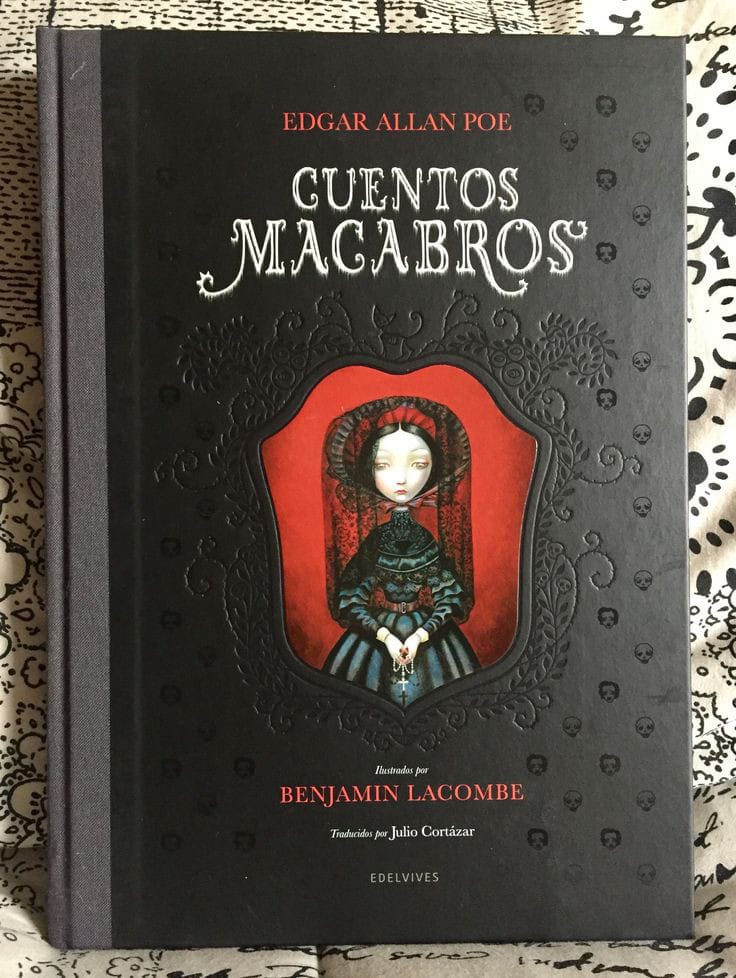 EDGAR ALLAN POE
CUENTOS
MACABROS
Ilustrados por
BENJAMIN LACOMBE
Traducidos por Julio Cortázar
EDELVIVES